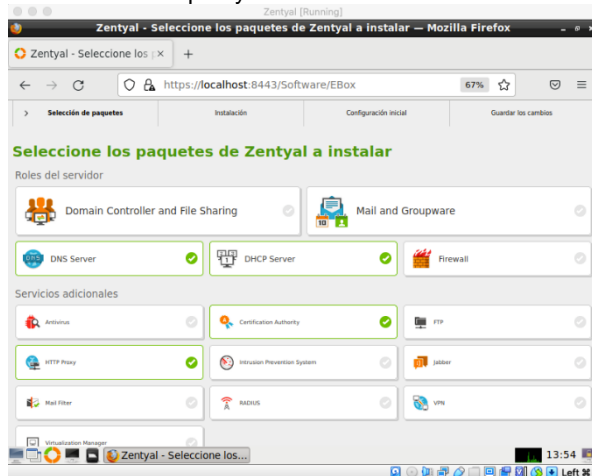 Zentyal [Running]
Zentyal - Seleccione los paquetes de Zentyal a instalar — Mozilla Firefox
Zentyal - Seleccione los
https://localhost:8443/Software/EBox
67%
Selección de paquetes
Instalación
Configuración inicial
Guardar los cambios
Seleccione los paquetes de Zentyal a instalar
Roles del servidor
Domain Controller and File Sharing
Mail and Groupware
DNS Server
DHCP Server
Firewall
Servicios adicionales
Antivirus
Certification Authority
FTP
HTTP Proxy
Intrusion Prevention System
Jabber
Mail Filter
RADIUS
VPN
Virtualization Manager
Zentyal - Seleccione los...
13:54
Left ⌘